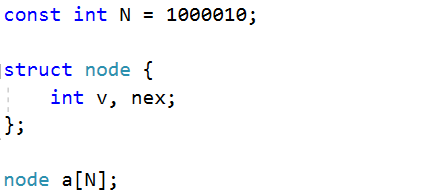 const int N = 1000010;
struct node {
    int v, nex;
};
node a[N];